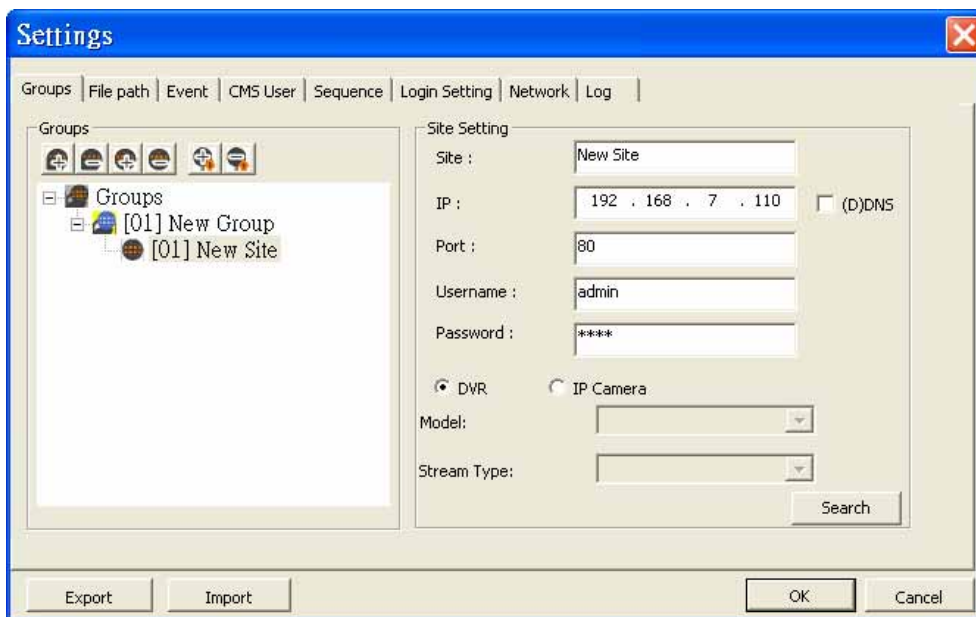 Settings
Groups File path Event CMS User Sequence Login Setting Network Log
Groups
Groups
[01] New Group
[01] New Site
Site Setting
Site : New Site
IP : 192 . 168 . 7 . 110 (D)DNS
Port : 80
Username : admin
Password : ****
DVR IP Camera
Model:
Stream Type:
Search
Export Import OK Cancel